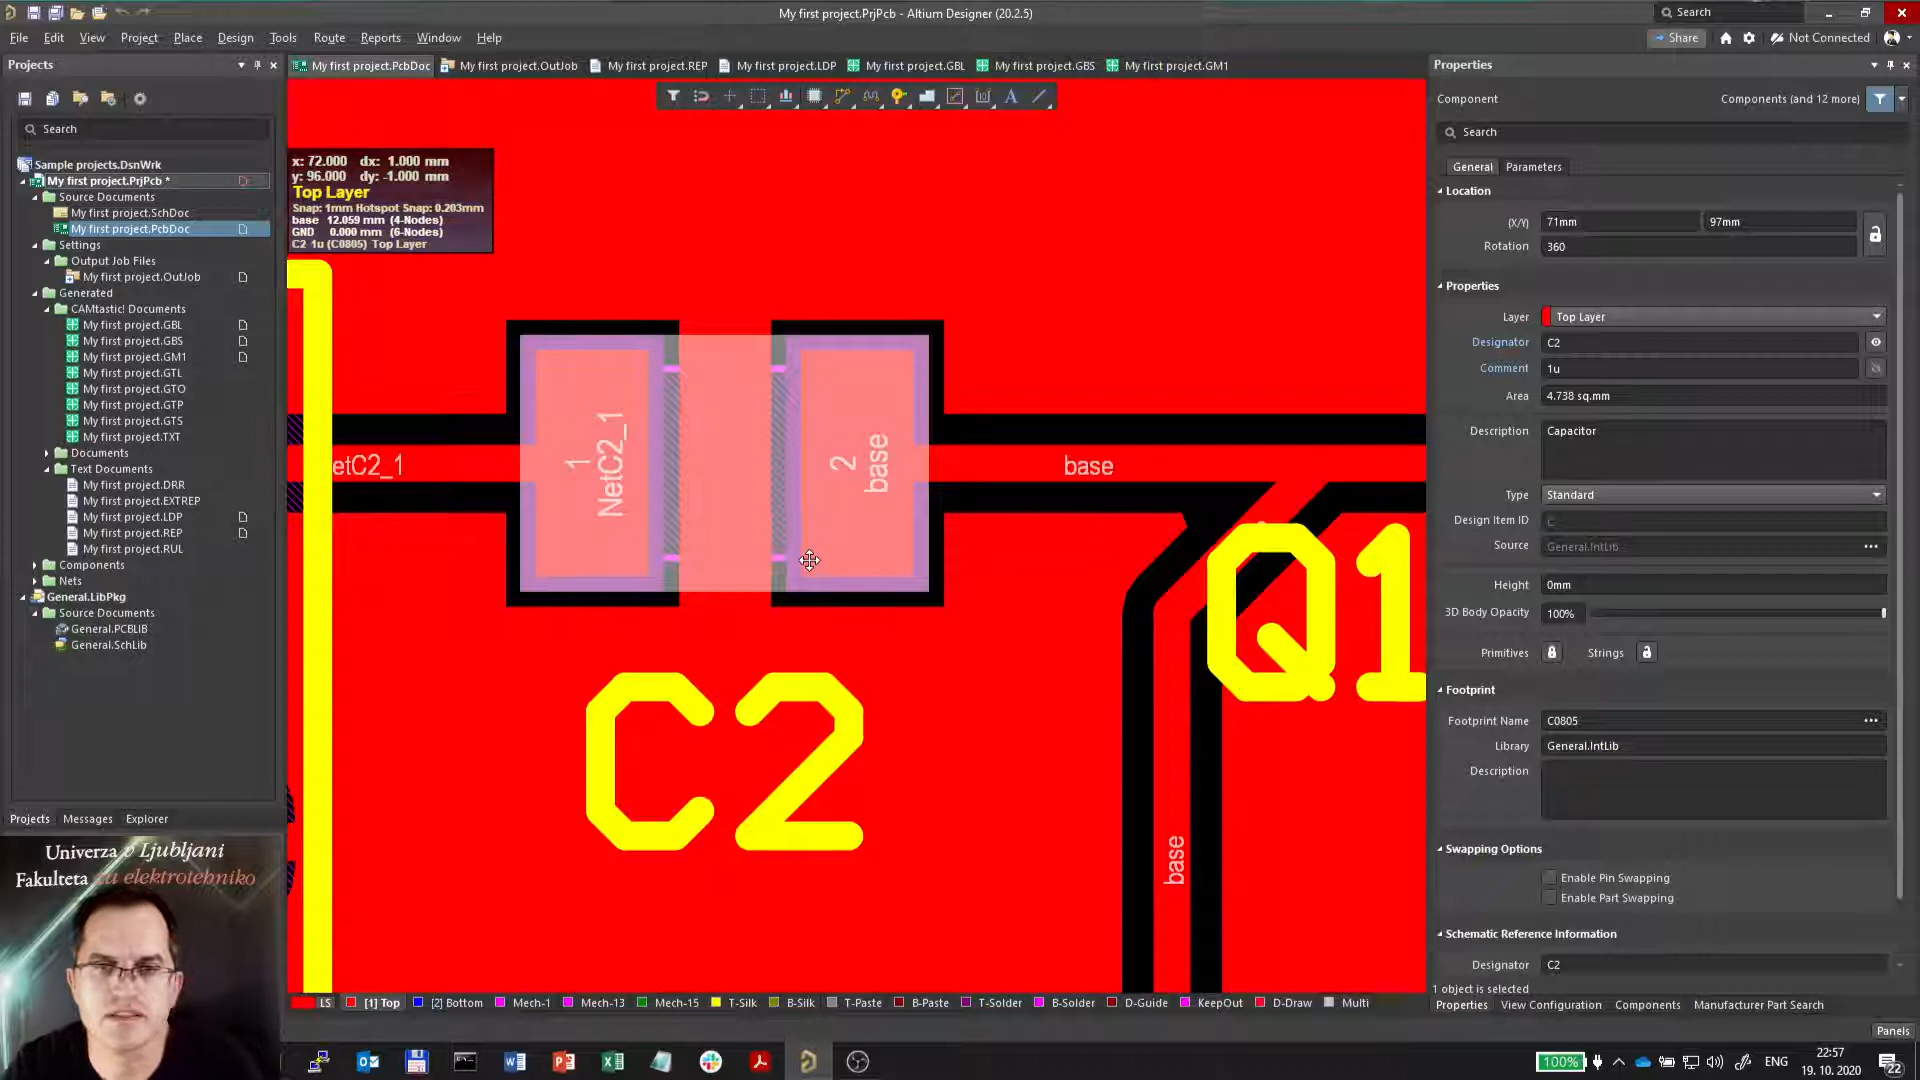 My first project.PrjPcb - Altium Designer (20.2.5)
Search
File Edit View Project Place Design Tools Route Reports Window Help
Share
Not Connected
Projects
My first project.PcbDoc
My first project.OutJob
My first project.REP
My first project.LDP
My first project.GBL
My first project.GBS
My first project.GM1
Search
Sample projects.DsnWrk
My first project.PrjPcb *
Source Documents
My first project.SchDoc
My first project.PcbDoc
Settings
Output Job Files
My first project.OutJob
Generated
CAMtastic! Documents
My first project.GBL
My first project.GBS
My first project.GM1
My first project.GTL
My first project.GTO
My first project.GTP
My first project.GTS
My first project.TXT
Documents
Text Documents
My first project.DRR
My first project.EXTREP
My first project.LDP
My first project.REP
My first project.RUL
Components
Nets
General.LibPkg
Source Documents
General.PCBLIB
General.SchLib
Projects Messages Explorer
Univerza v Ljubljani
Fakulteta za elektrotehniko
x: 72.000 dx: 1.000 mm
y: 96.000 dy: -1.000 mm
Top Layer
Snap: 1mm Hotspot Snap: 0.203mm
base 12.059 mm (4-Nodes)
GND 0.000 mm (6-Nodes)
C2 1u (C0805) Top Layer
etC2_1
1
NetC2_1
2
base
base
Q1
C2
base
LS [1] Top [2] Bottom Mech-1 Mech-13 Mech-15 T-Silk B-Silk T-Paste B-Paste T-Solder B-Solder D-Guide KeepOut D-Draw Multi
Properties
Component
Components (and 12 more)
Search
General Parameters
Location
(X/Y) 71mm 97mm
Rotation 360
Properties
Layer Top Layer
Designator C2
Comment 1u
Area 4.738 sq.mm
Description Capacitor
Type Standard
Design Item ID C
Source General.IntLib
Height 0mm
3D Body Opacity 100%
Primitives Strings
Footprint
Footprint Name C0805
Library General.IntLib
Description
Swapping Options
Enable Pin Swapping
Enable Part Swapping
Schematic Reference Information
Designator C2
1 object is selected
Properties View Configuration Components Manufacturer Part Search
Panels
100%
ENG
22:57
19. 10. 2020
22